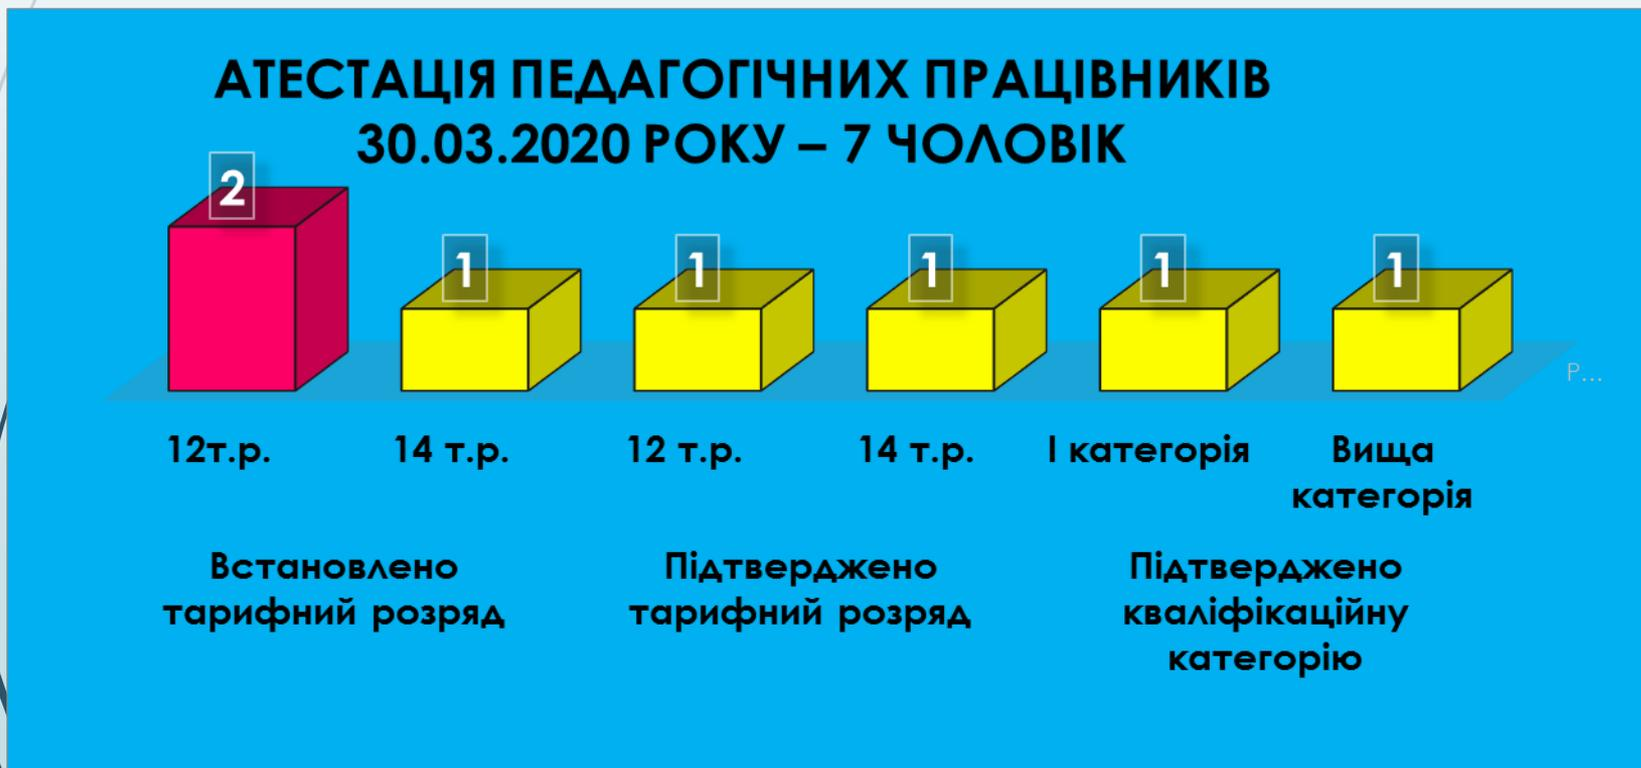 АТЕСТАЦІЯ ПЕДАГОГІЧНИХ ПРАЦІВНИКІВ
30.03.2020 РОКУ – 7 ЧОЛОВІК
2
1
1
1
1
1
Р...
12т.р.
14 т.р.
12 т.р.
14 т.р.
І категорія
Вища
категорія
Встановлено
тарифний розряд
Підтверджено
тарифний розряд
Підтверджено
кваліфікаційну
категорію